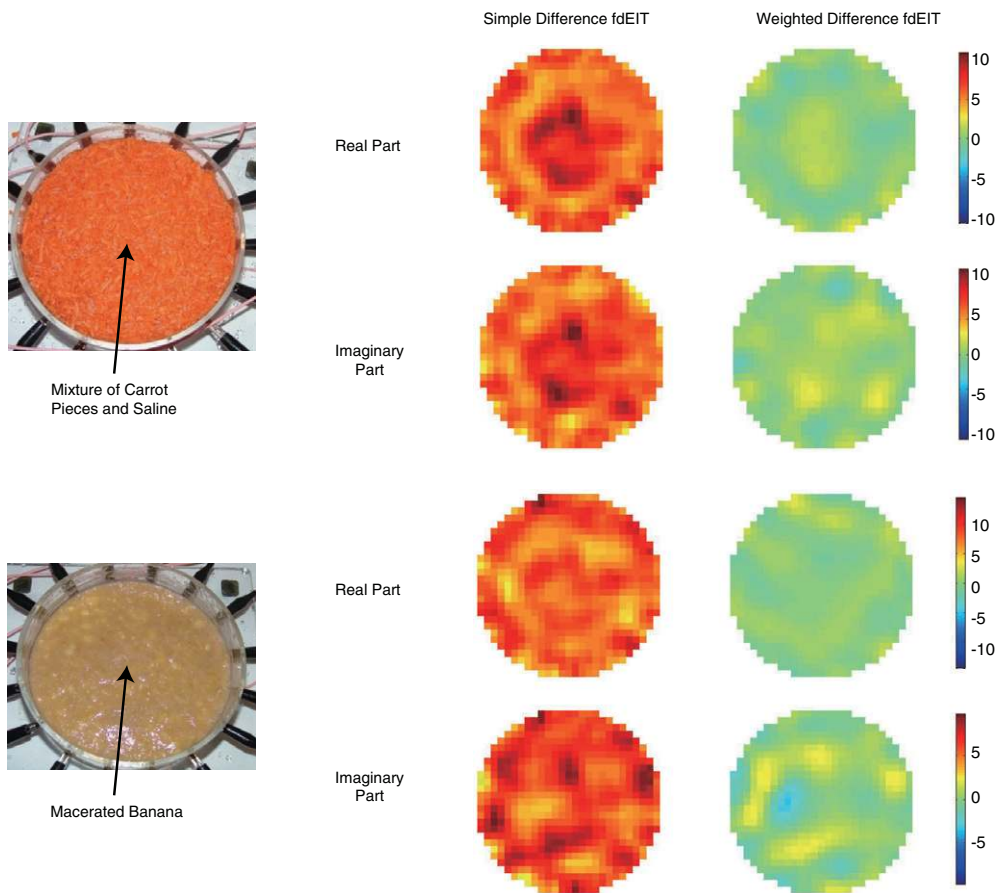 Simple Difference fdEIT
Weighted Difference fdEIT
Real Part
10
5
0
-5
-10
Mixture of Carrot
Pieces and Saline
Imaginary
Part
10
5
0
-5
-10
Real Part
10
5
0
-5
-10
Macerated Banana
Imaginary
Part
5
0
-5